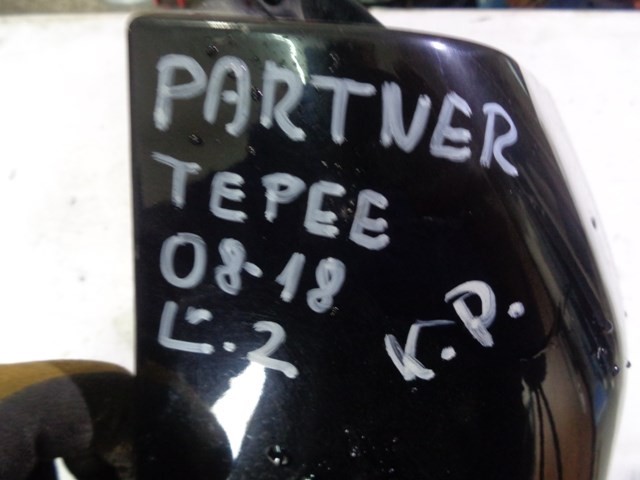 PARTNER
TEPEE
08-18
L.2
K.P.